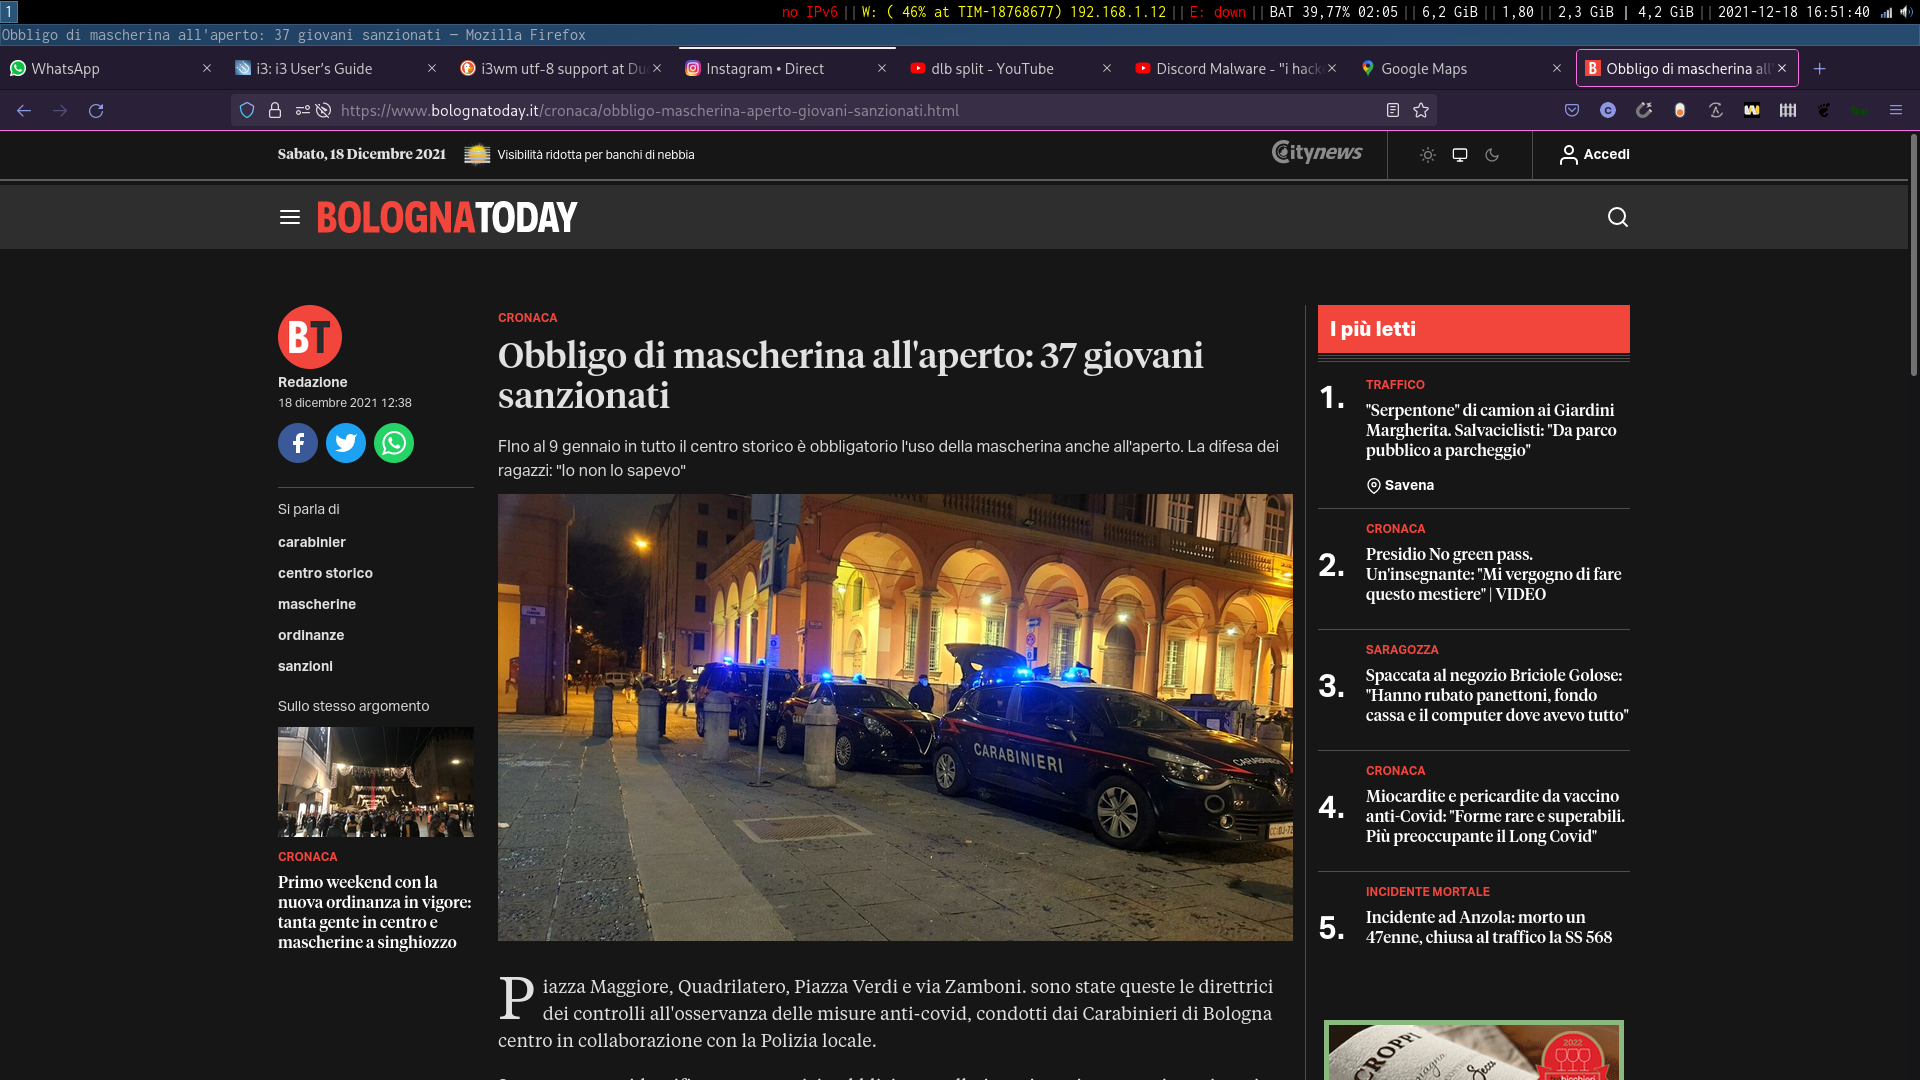 1
no IPv6 || W: ( 46% at TIM-18768677) 192.168.1.12 || E: down || BAT 39,77% 02:05 || 6,2 GiB || 1,80 || 2,3 GiB | 4,2 GiB || 2021-12-18 16:51:40
Obbligo di mascherina all'aperto: 37 giovani sanzionati — Mozilla Firefox
WhatsApp
i3: i3 User's Guide
i3wm utf-8 support at Du
Instagram • Direct
dlb split - YouTube
Discord Malware - "i hack
Google Maps
Obbligo di mascherina all'
https://www.bolognatoday.it/cronaca/obbligo-mascherina-aperto-giovani-sanzionati.html
Sabato, 18 Dicembre 2021
Visibilità ridotta per banchi di nebbia
Citynews
Accedi
BOLOGNATODAY
BT
Redazione
18 dicembre 2021 12:38
Si parla di
carabinier
centro storico
mascherine
ordinanze
sanzioni
Sullo stesso argomento
CRONACA
Primo weekend con la
nuova ordinanza in vigore:
tanta gente in centro e
mascherine a singhiozzo
CRONACA
Obbligo di mascherina all'aperto: 37 giovani
sanzionati
FIno al 9 gennaio in tutto il centro storico è obbligatorio l'uso della mascherina anche all'aperto. La difesa dei
ragazzi: "Io non lo sapevo"
CARABINIERI
Piazza Maggiore, Quadrilatero, Piazza Verdi e via Zamboni. sono state queste le direttrici
dei controlli all'osservanza delle misure anti-covid, condotti dai Carabinieri di Bologna
centro in collaborazione con la Polizia locale.
I più letti
1.
TRAFFICO
"Serpentone" di camion ai Giardini
Margherita. Salvaciclisti: "Da parco
pubblico a parcheggio"
Savena
2.
CRONACA
Presidio No green pass.
Un'insegnante: "Mi vergogno di fare
questo mestiere" | VIDEO
3.
SARAGOZZA
Spaccata al negozio Briciole Golose:
"Hanno rubato panettoni, fondo
cassa e il computer dove avevo tutto"
4.
CRONACA
Miocardite e pericardite da vaccino
anti-Covid: "Forme rare e superabili.
Più preoccupante il Long Covid"
5.
INCIDENTE MORTALE
Incidente ad Anzola: morto un
47enne, chiusa al traffico la SS 568
CROPPI
Secc
2022